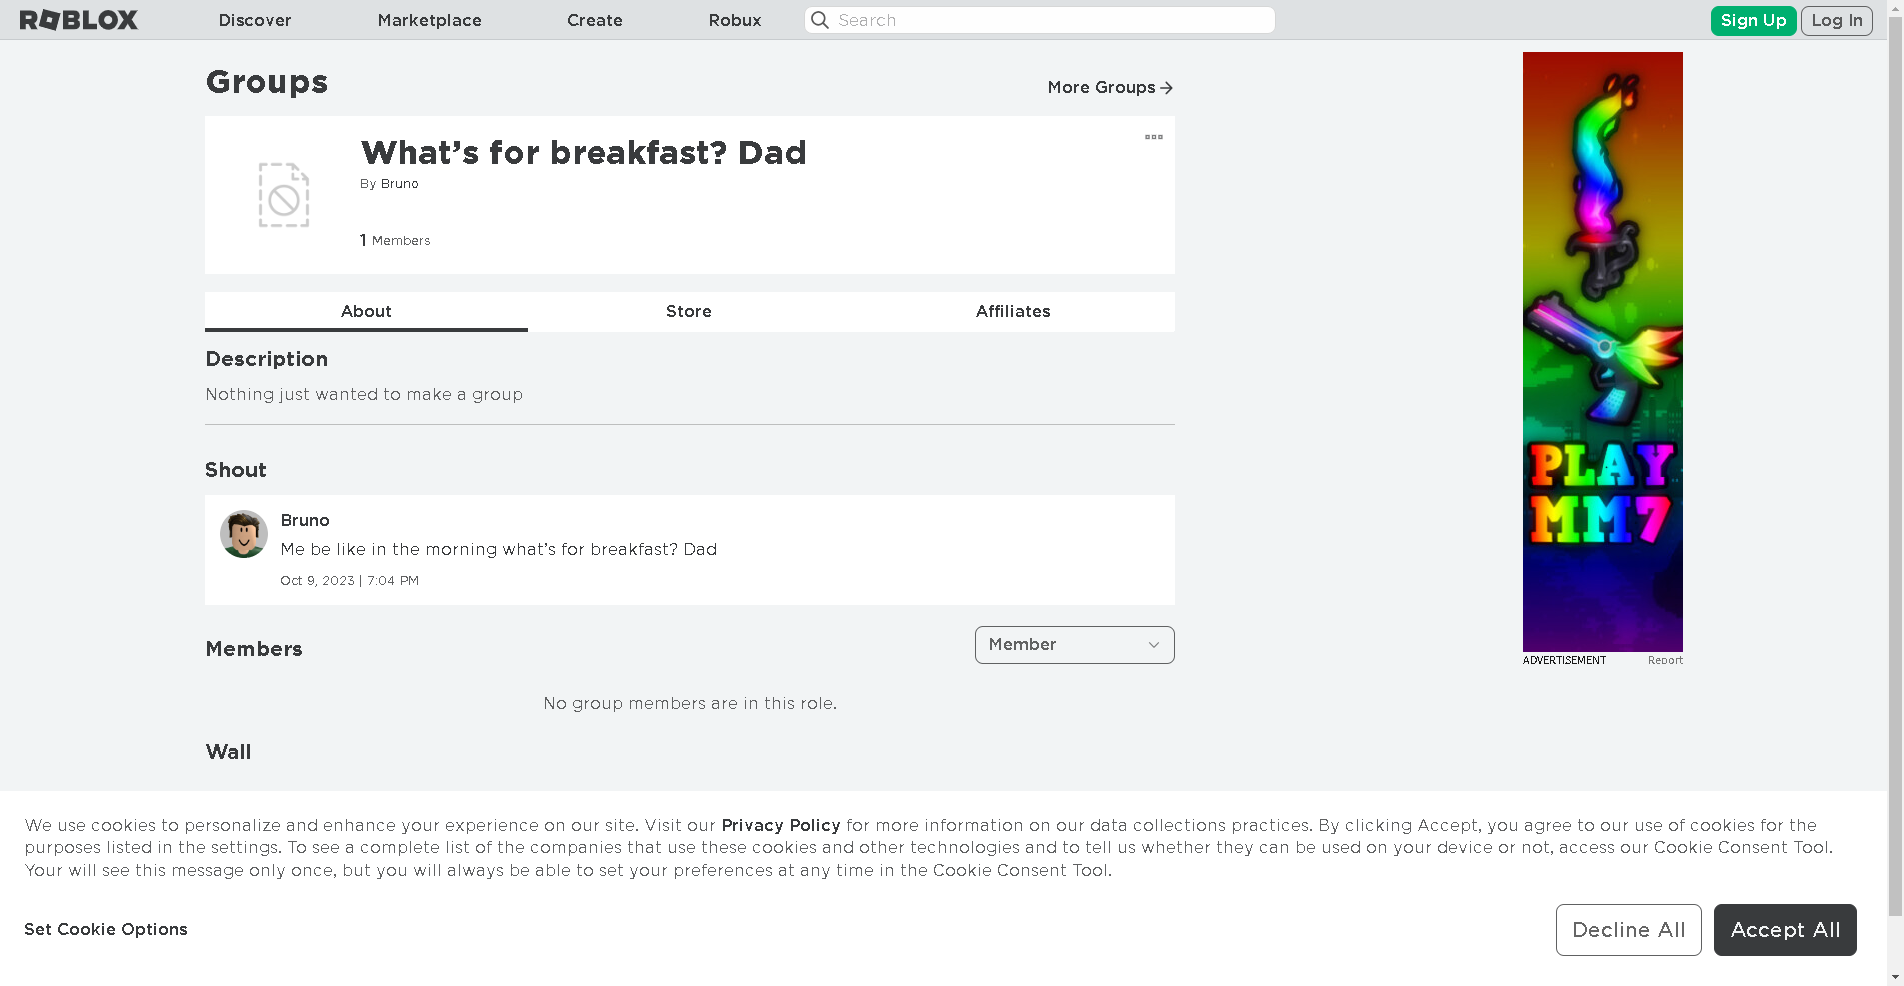 ROBLOX Discover Marketplace Create Robux Search Sign Up Log In
Groups
More Groups
What's for breakfast? Dad
By Bruno
1 Members
About Store Affiliates
Description
Nothing just wanted to make a group
Shout
Bruno
Me be like in the morning what's for breakfast? Dad
Oct 9, 2023 | 7:04 PM
Members
Member
No group members are in this role.
Wall
PLAY
MM7
ADVERTISEMENT Report
We use cookies to personalize and enhance your experience on our site. Visit our Privacy Policy for more information on our data collections practices. By clicking Accept, you agree to our use of cookies for the
purposes listed in the settings. To see a complete list of the companies that use these cookies and other technologies and to tell us whether they can be used on your device or not, access our Cookie Consent Tool.
Your will see this message only once, but you will always be able to set your preferences at any time in the Cookie Consent Tool.
Set Cookie Options
Decline All Accept All